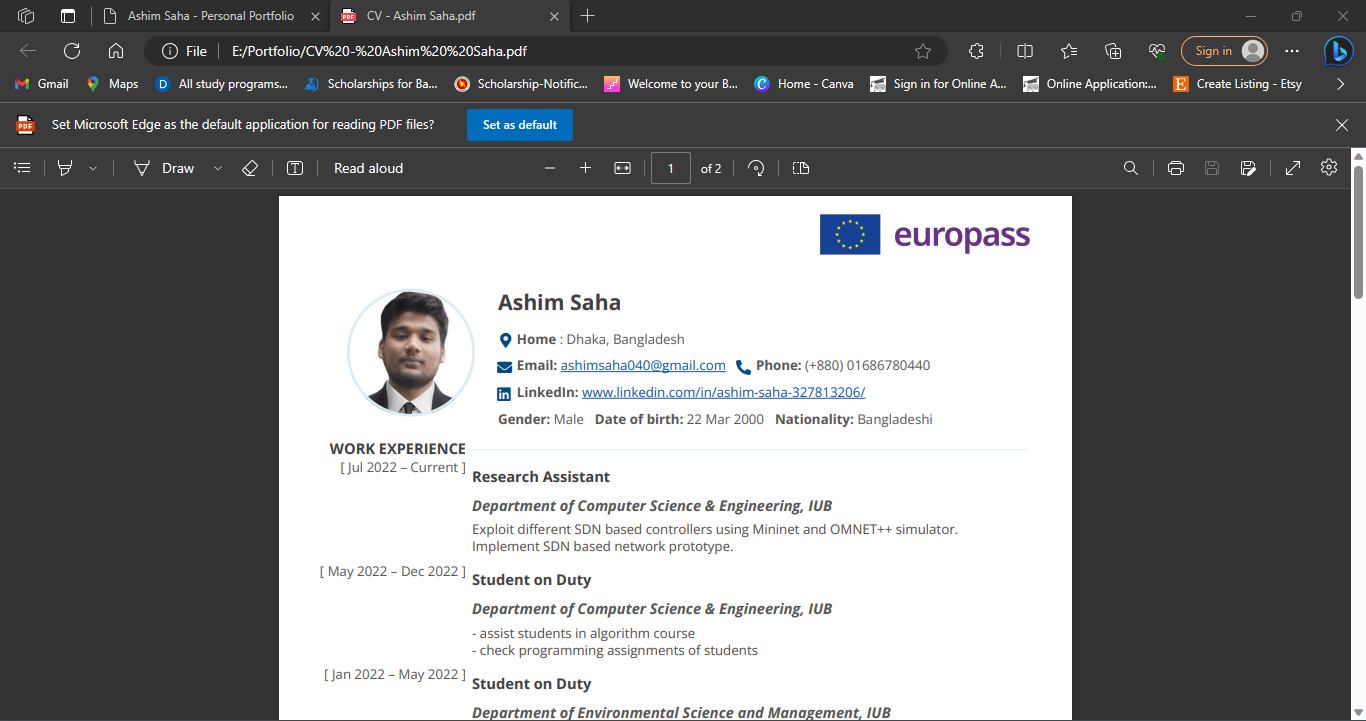 Ashim Saha - Personal Portfolio
CV - Ashim Saha.pdf
File
E:/Portfolio/CV%20-%20Ashim%20%20Saha.pdf
Sign in
Gmail
Maps
D
All study programs...
Scholarships for Ba...
Scholarship-Notific...
Welcome to your B...
C
Home - Canva
Sign in for Online A...
Online Application:...
E
Create Listing - Etsy
PDF
Set Microsoft Edge as the default application for reading PDF files?
Set as default
Draw
T
Read aloud
1
of 2
europass
Ashim Saha
Home : Dhaka, Bangladesh
Email: ashimsaha040@gmail.com Phone: (+880) 01686780440
in LinkedIn: www.linkedin.com/in/ashim-saha-327813206/
Gender: Male Date of birth: 22 Mar 2000 Nationality: Bangladeshi
WORK EXPERIENCE
[ Jul 2022 – Current ]
Research Assistant
Department of Computer Science & Engineering, IUB
Exploit different SDN based controllers using Mininet and OMNET++ simulator.
Implement SDN based network prototype.
[ May 2022 – Dec 2022 ]
Student on Duty
Department of Computer Science & Engineering, IUB
- assist students in algorithm course
- check programming assignments of students
[ Jan 2022 – May 2022 ]
Student on Duty
Department of Environmental Science and Management, IUB